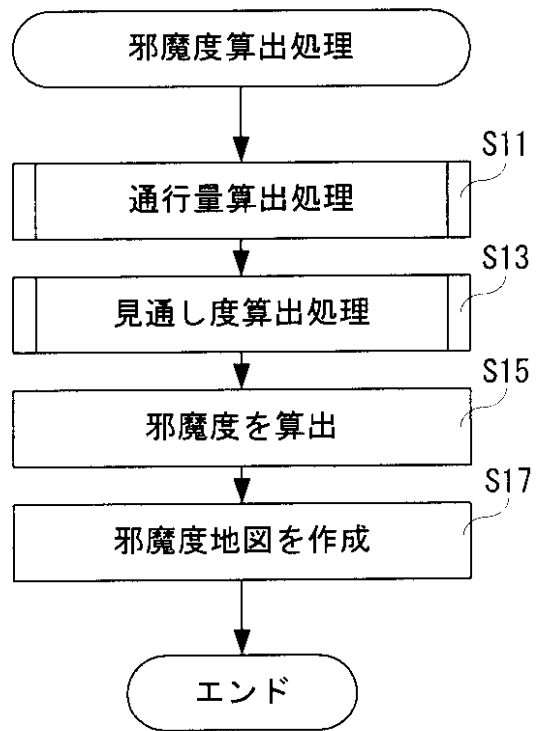 邪魔度算出処理
S11
通行量算出処理
S13
見通し度算出処理
S15
邪魔度を算出
S17
邪魔度地図を作成
エンド